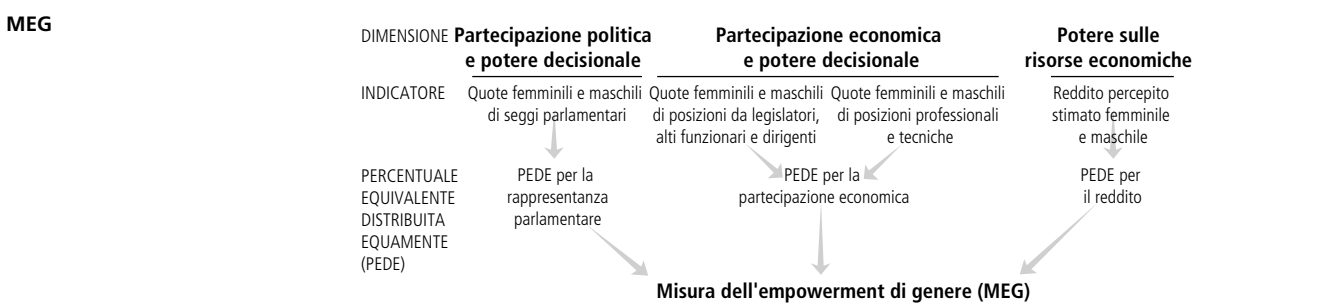 MEG
DIMENSIONE Partecipazione politica Partecipazione economica Potere sulle
e potere decisionale e potere decisionale risorse economiche
INDICATORE Quote femminili e maschili Quote femminili e maschili Quote femminili e maschili Reddito percepito
di seggi parlamentari di posizioni da legislatori, di posizioni professionali stimato femminile
alti funzionari e dirigenti e tecniche e maschile
PERCENTUALE PEDE per la PEDE per la PEDE per
EQUIVALENTE rappresentanza partecipazione economica il reddito
DISTRIBUITA parlamentare
EQUAMENTE
(PEDE)
Misura dell'empowerment di genere (MEG)